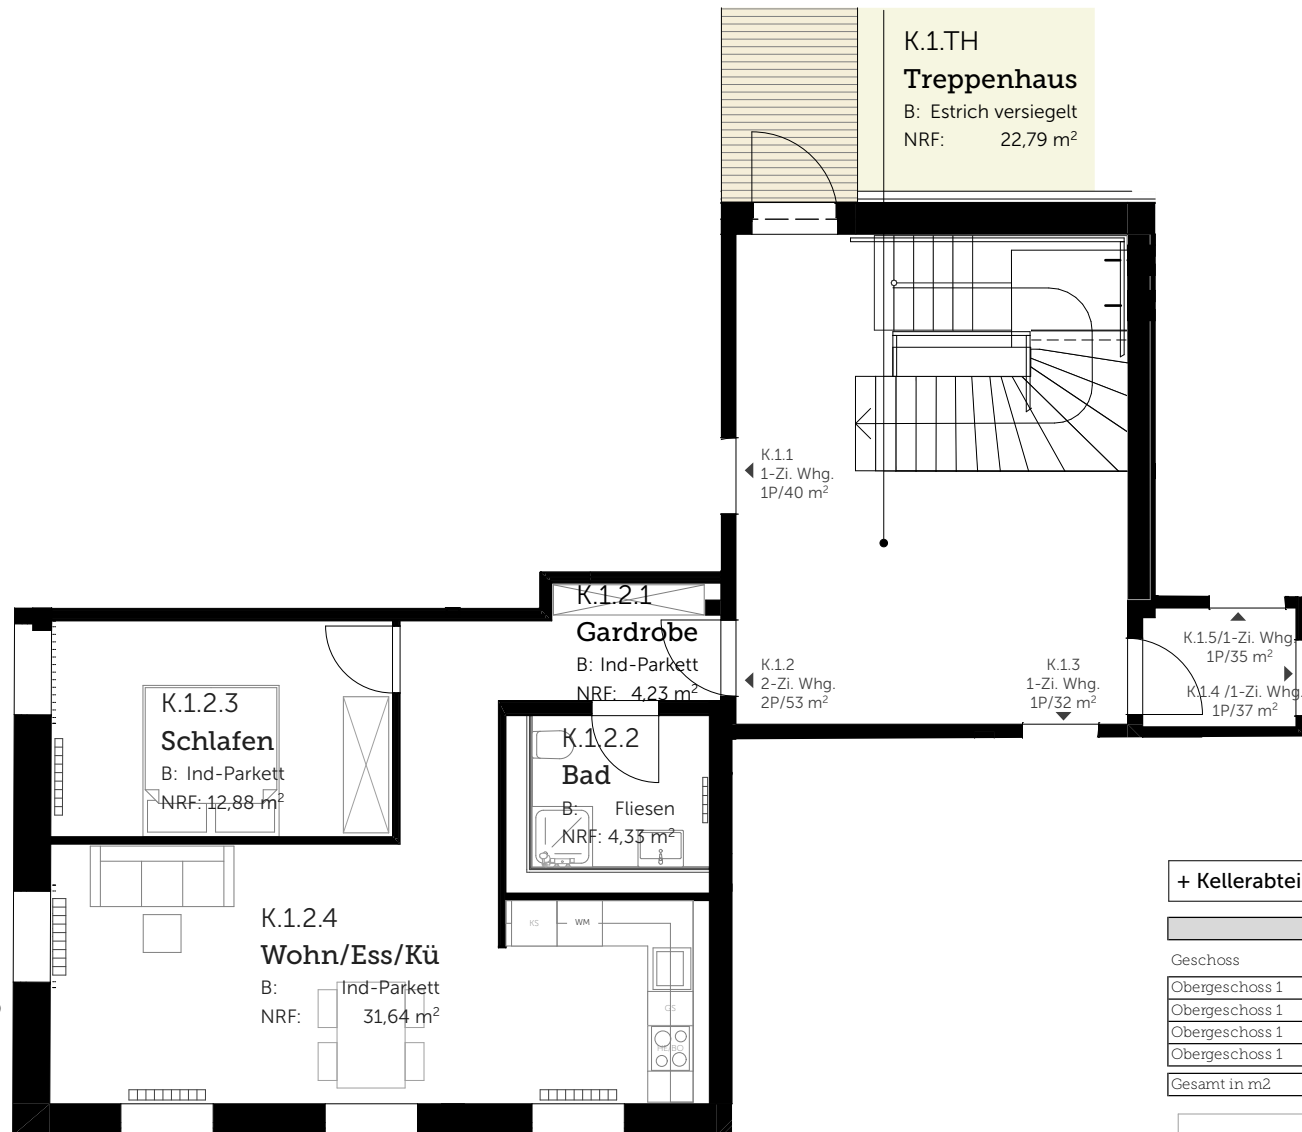 K.1.TH
Treppenhaus
B: Estrich versiegelt
NRF: 22,79 m²
K.1.1
1-Zi. Whg.
1P/40 m²
K.1.2.1
Gardrobe
B: Ind-Parkett
NRF: 4,23 m²
K.1.2
2-Zi. Whg.
2P/53 m²
K.1.3
1-Zi. Whg.
1P/32 m²
K.1.5/1-Zi. Whg.
1P/35 m²
K.1.4 /1-Zi. Whg.
1P/37 m²
K.1.2.3
Schlafen
B: Ind-Parkett
NRF: 12,88 m²
K.1.2.2
Bad
B: Fliesen
NRF: 4,33 m²
K.1.2.4
Wohn/Ess/Kü
B: Ind-Parkett
NRF: 31,64 m²
KS
WM
GS
+ Kellerabtei
Geschoss
Obergeschoss 1
Obergeschoss 1
Obergeschoss 1
Obergeschoss 1
Gesamt in m2